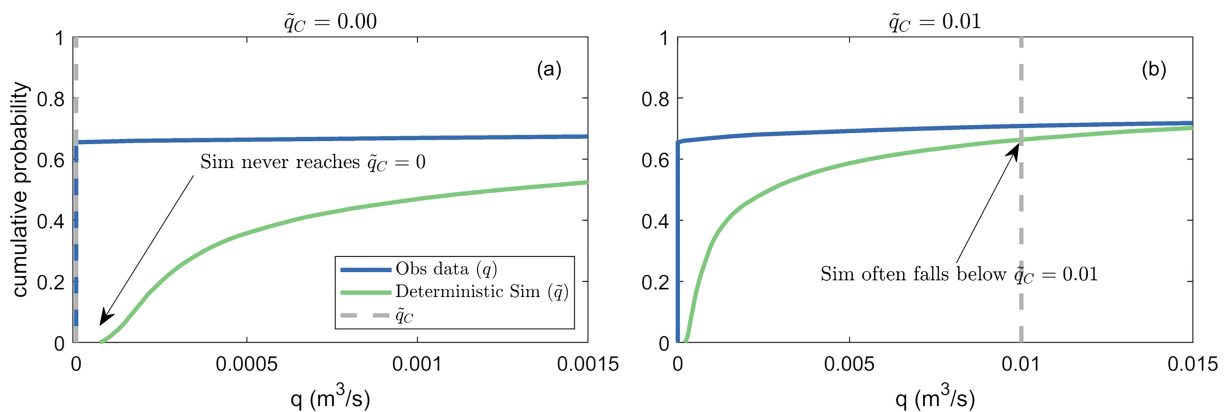 q̃_C = 0.00
cumulative probability
1
0.8
0.6
0.4
0.2
0
(a)
Sim never reaches q̃_C = 0
Obs data (q)
Deterministic Sim (q̃)
q̃_C
0
0.0005
0.001
0.0015
q (m³/s)
q̃_C = 0.01
1
0.8
0.6
0.4
0.2
0
(b)
Sim often falls below q̃_C = 0.01
0
0.005
0.01
0.015
q (m³/s)